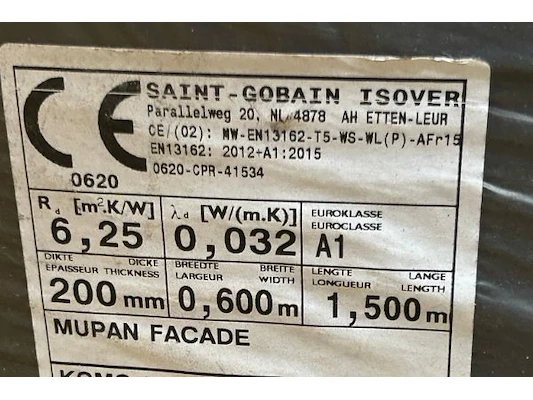 CE SAINT-GOBAIN ISOVER
Parallelweg 20, NL-4878 AH ETTEN-LEUR
CE/(02): MW-EN13162-T5-WS-WL(P)-AFr15
EN13162: 2012+A1:2015
0620 0620-CPR-41534
Rd [m².K/W] λd [W/(m.K)] EUROKLASSE
EUROCLASSE
6,25 0,032 A1
DIKTE DICKE BREEDTE BREITE LENGTE LANGE
EPAISSEUR THICKNESS LARGEUR WIDTH LONGUEUR LENGTH
200 mm 0,600 m 1,500 m
MUPAN FACADE